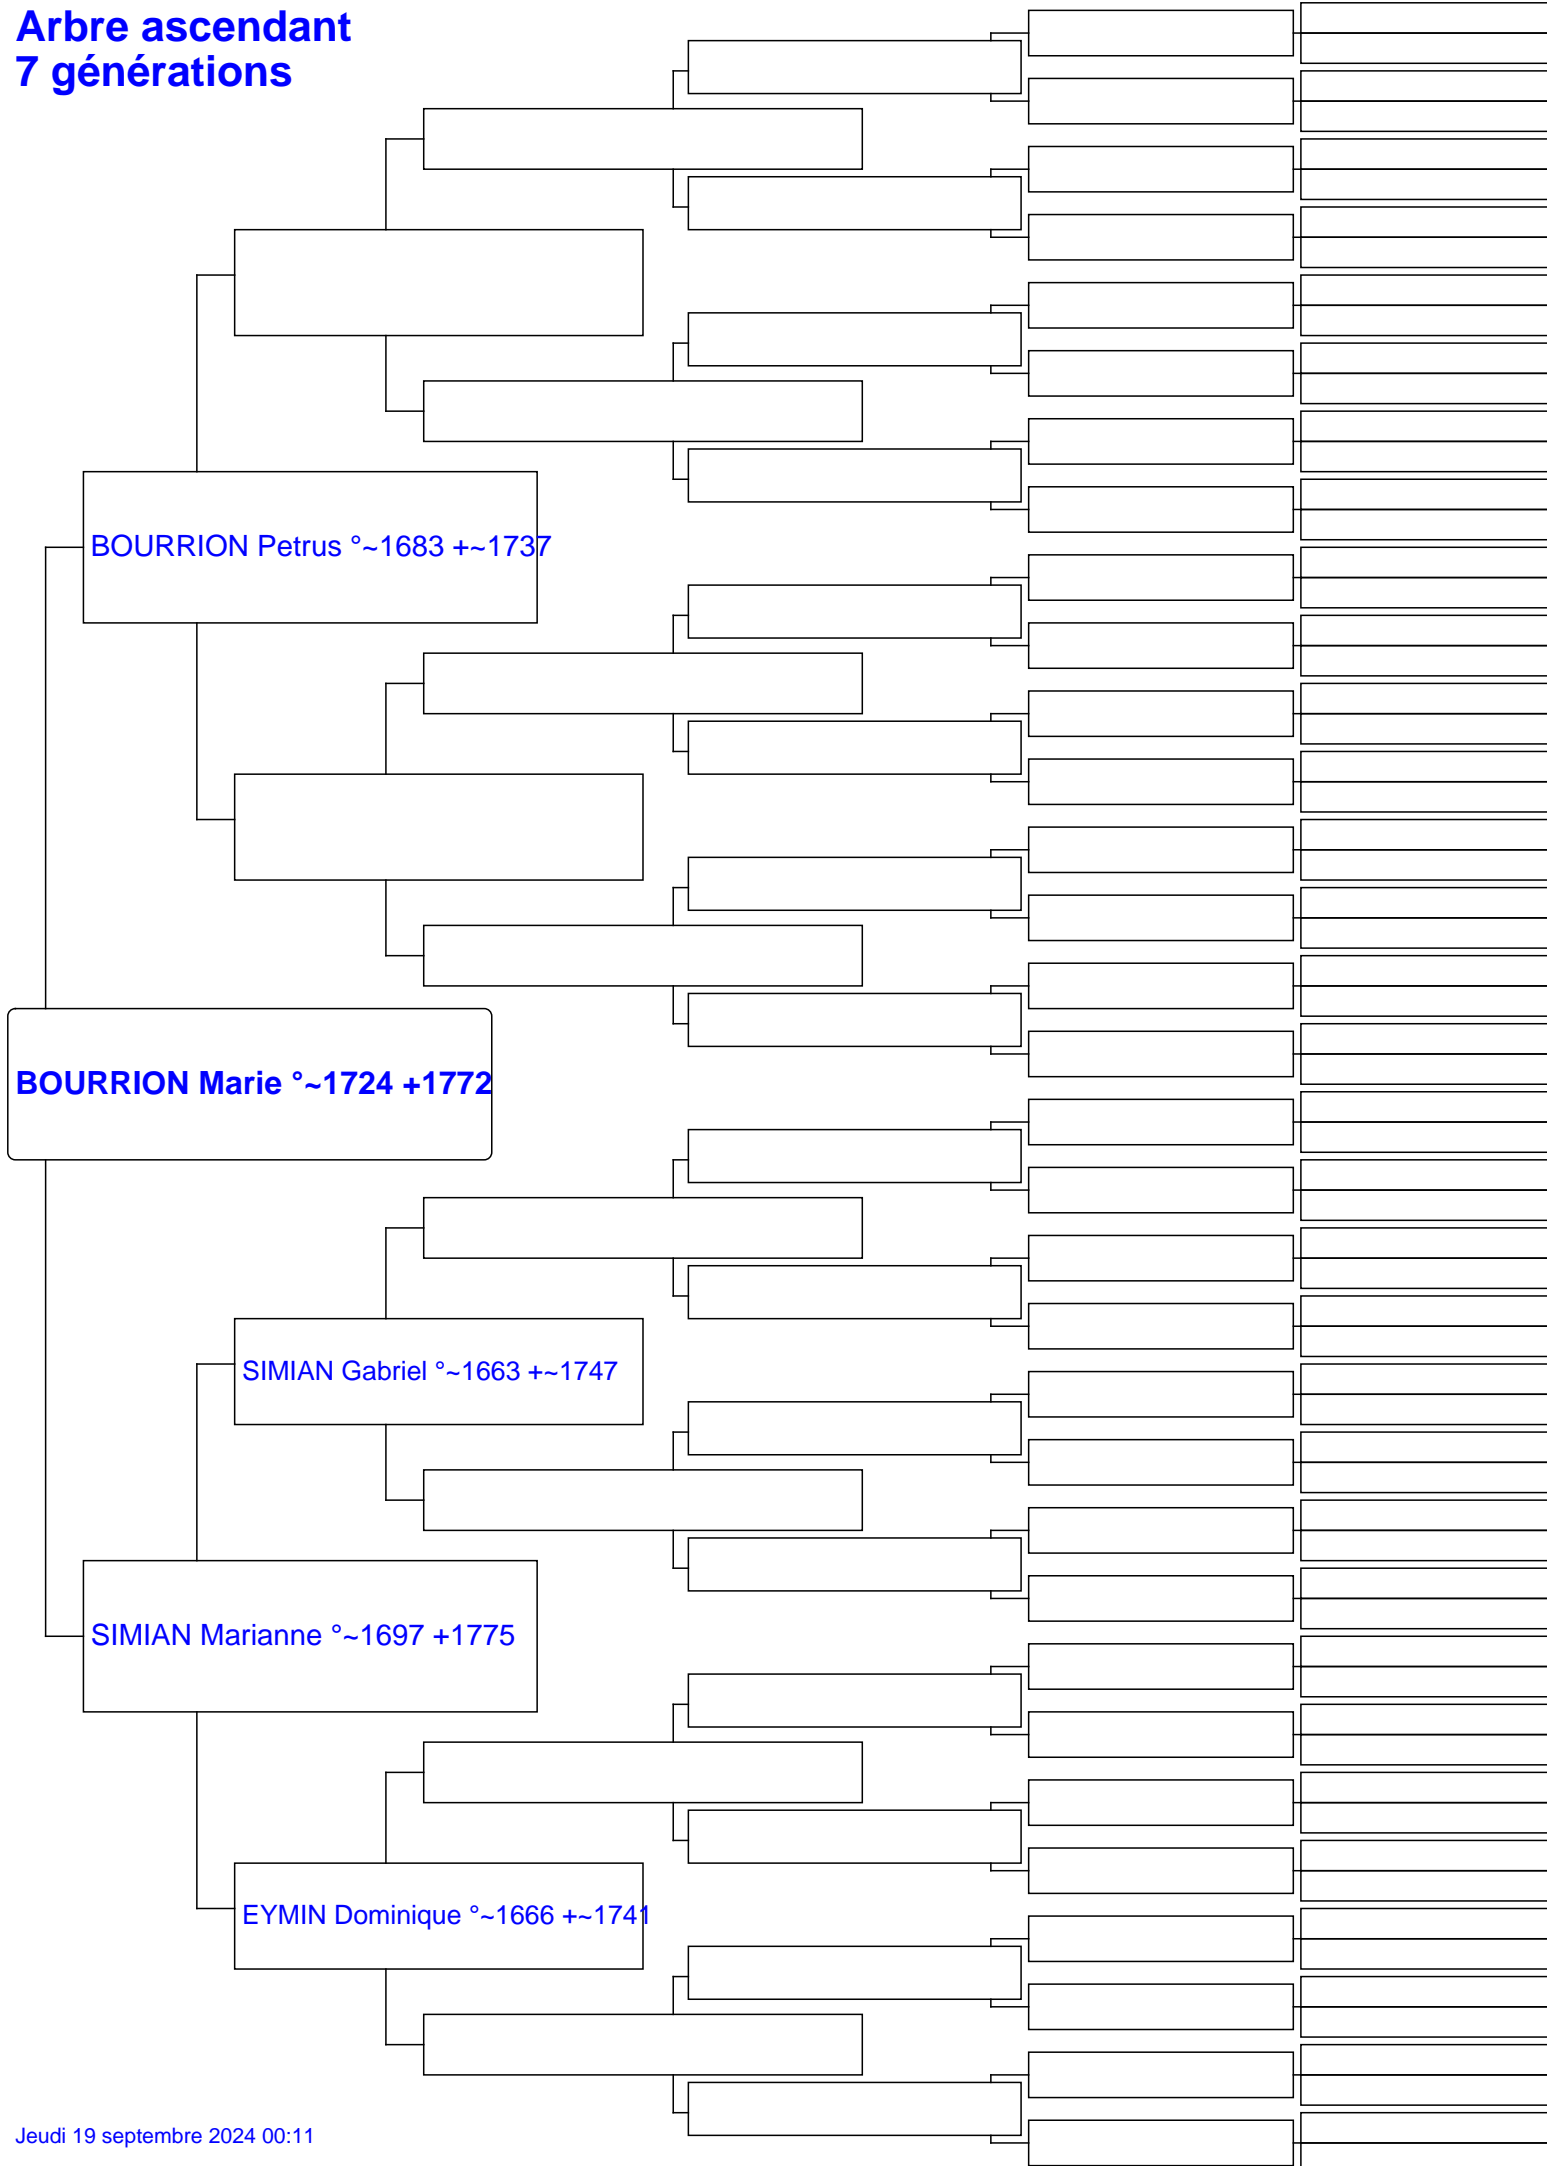 Arbre ascendant
7 générations
BOURRION Petrus °~1683 +~1737
BOURRION Marie °~1724 +1772
SIMIAN Gabriel °~1663 +~1747
SIMIAN Marianne °~1697 +1775
EYMIN Dominique °~1666 +~1741
Jeudi 19 septembre 2024 00:11